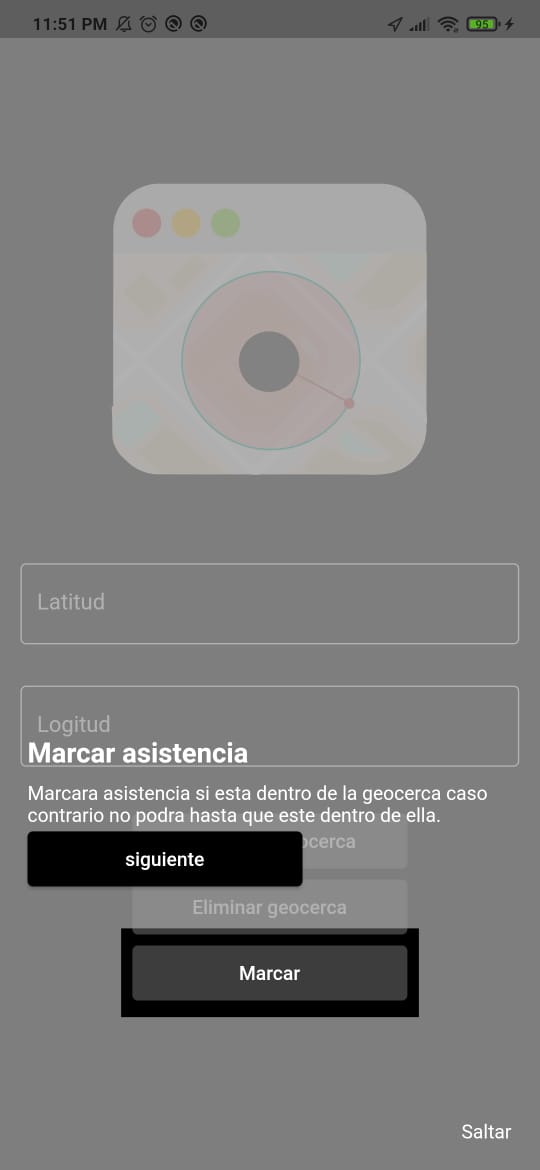 11:51 PM
95
Latitud
Logitud
Marcar asistencia
Marcara asistencia si esta dentro de la geocerca caso
contrario no podra hasta que este dentro de ella.
ocerca
siguiente
Eliminar geocerca
Marcar
Saltar